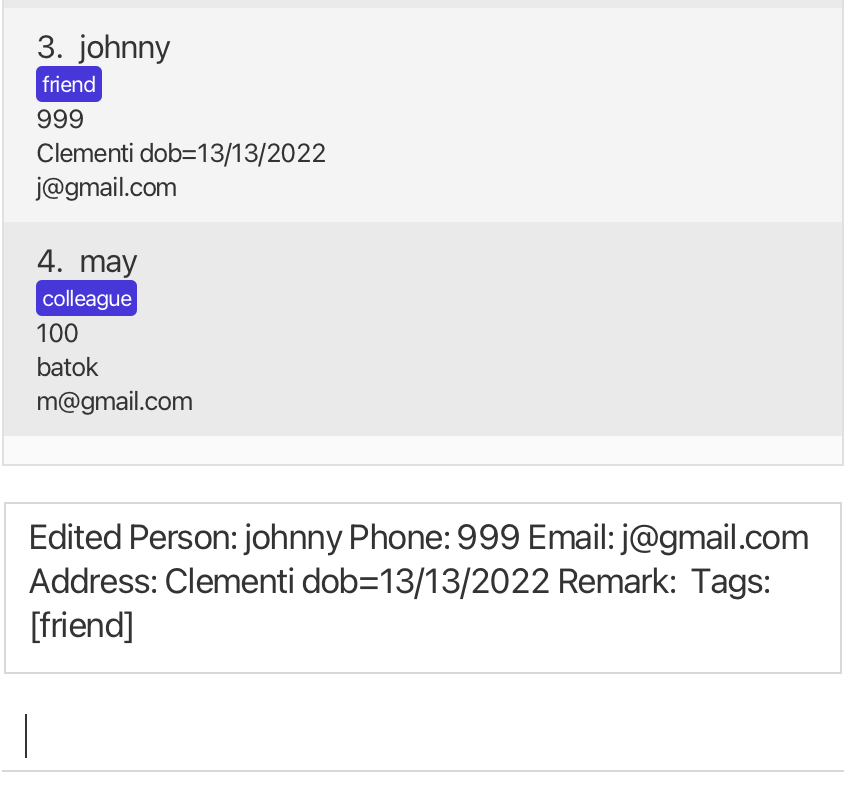 3. johnny
friend
999
Clementi dob=13/13/2022
j@gmail.com
4. may
colleague
100
batok
m@gmail.com
Edited Person: johnny Phone: 999 Email: j@gmail.com
Address: Clementi dob=13/13/2022 Remark:  Tags:
[friend]